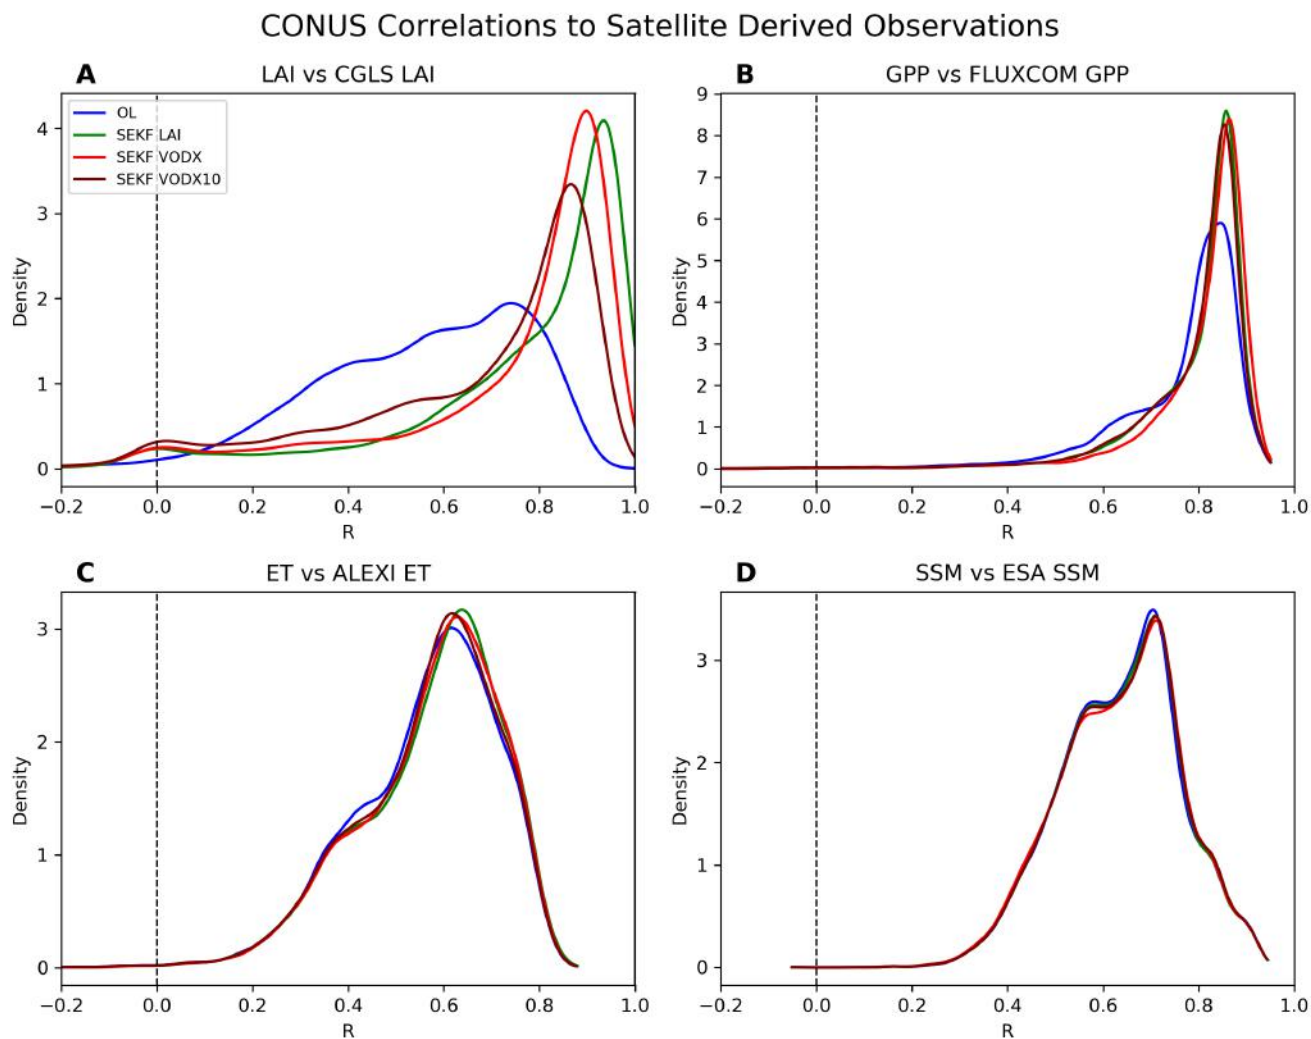 CONUS Correlations to Satellite Derived Observations
A
LAI vs CGLS LAI
OL
SEKF LAI
SEKF VODX
SEKF VODX10
Density
4
3
2
1
0
−0.2 0.0 0.2 0.4 0.6 0.8 1.0
R
B
GPP vs FLUXCOM GPP
Density
9
8
7
6
5
4
3
2
1
0
−0.2 0.0 0.2 0.4 0.6 0.8 1.0
R
C
ET vs ALEXI ET
Density
3
2
1
0
−0.2 0.0 0.2 0.4 0.6 0.8 1.0
R
D
SSM vs ESA SSM
Density
3
2
1
0
−0.2 0.0 0.2 0.4 0.6 0.8 1.0
R